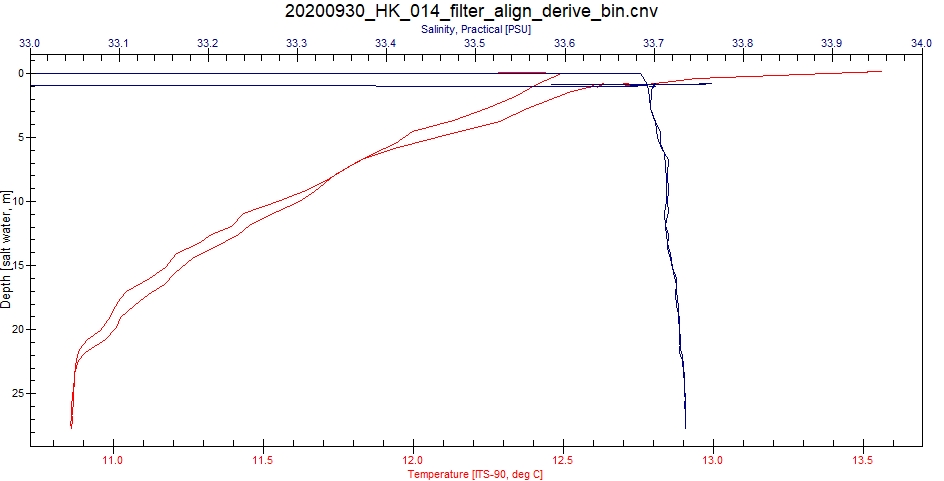 20200930_HK_014_filter_align_derive_bin.cnv
Salinity, Practical [PSU]
33.0 33.1 33.2 33.3 33.4 33.5 33.6 33.7 33.8 33.9 34.0
Depth [salt water, m]
0
5
10
15
20
25
11.0 11.5 12.0 12.5 13.0 13.5
Temperature [ITS-90, deg C]